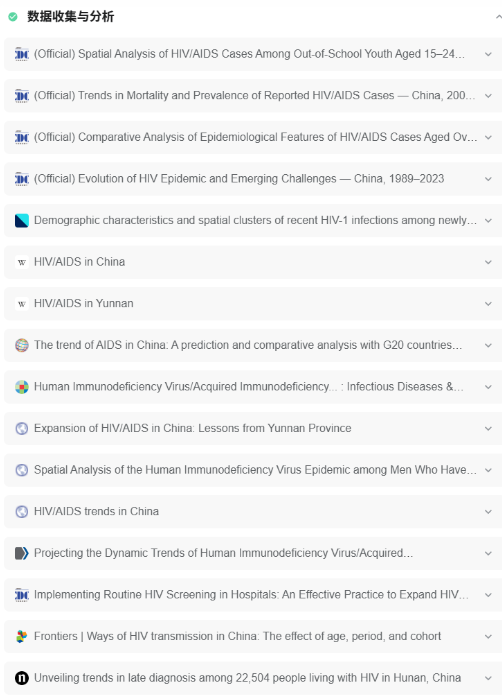 数据收集与分析
(Official) Spatial Analysis of HIV/AIDS Cases Among Out-of-School Youth Aged 15–24...
(Official) Trends in Mortality and Prevalence of Reported HIV/AIDS Cases — China, 200...
(Official) Comparative Analysis of Epidemiological Features of HIV/AIDS Cases Aged Ov...
(Official) Evolution of HIV Epidemic and Emerging Challenges — China, 1989–2023
Demographic characteristics and spatial clusters of recent HIV-1 infections among newly...
W HIV/AIDS in China
W HIV/AIDS in Yunnan
The trend of AIDS in China: A prediction and comparative analysis with G20 countries...
Human Immunodeficiency Virus/Acquired Immunodeficiency... : Infectious Diseases &...
Expansion of HIV/AIDS in China: Lessons from Yunnan Province
Spatial Analysis of the Human Immunodeficiency Virus Epidemic among Men Who Have...
HIV/AIDS trends in China
Projecting the Dynamic Trends of Human Immunodeficiency Virus/Acquired...
Implementing Routine HIV Screening in Hospitals: An Effective Practice to Expand HIV...
Frontiers | Ways of HIV transmission in China: The effect of age, period, and cohort
n Unveiling trends in late diagnosis among 22,504 people living with HIV in Hunan, China